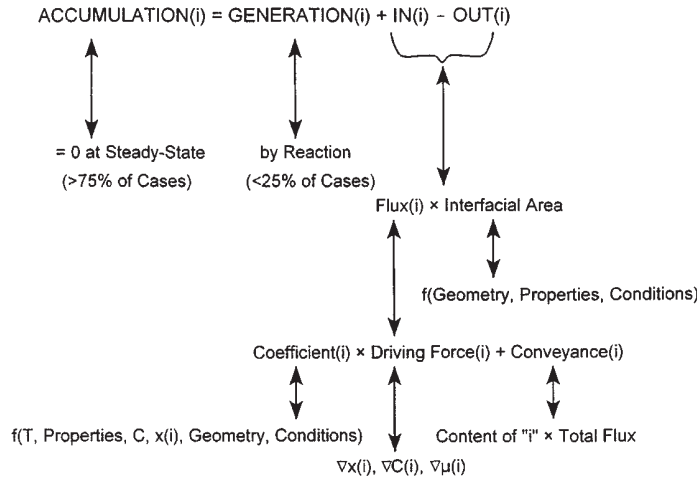 ACCUMULATION(i) = GENERATION(i) + IN(i) - OUT(i)
= 0 at Steady-State
(>75% of Cases)
by Reaction
(<25% of Cases)
Flux(i) × Interfacial Area
f(Geometry, Properties, Conditions)
Coefficient(i) × Driving Force(i) + Conveyance(i)
f(T, Properties, C, x(i), Geometry, Conditions)
Content of "i" × Total Flux
∇x(i), ∇C(i), ∇μ(i)